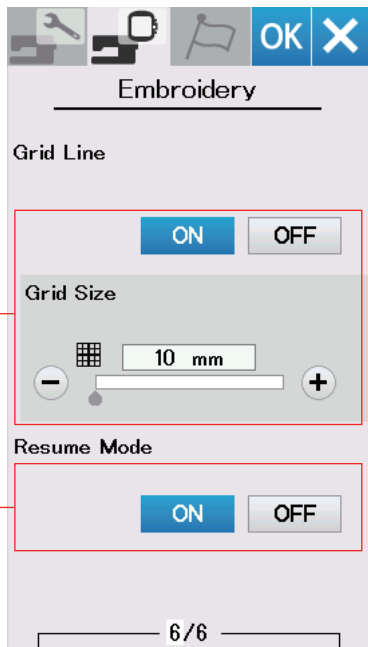 OK
Embroidery
Grid Line
ON OFF
Grid Size
10 mm
Resume Mode
ON OFF
6/6